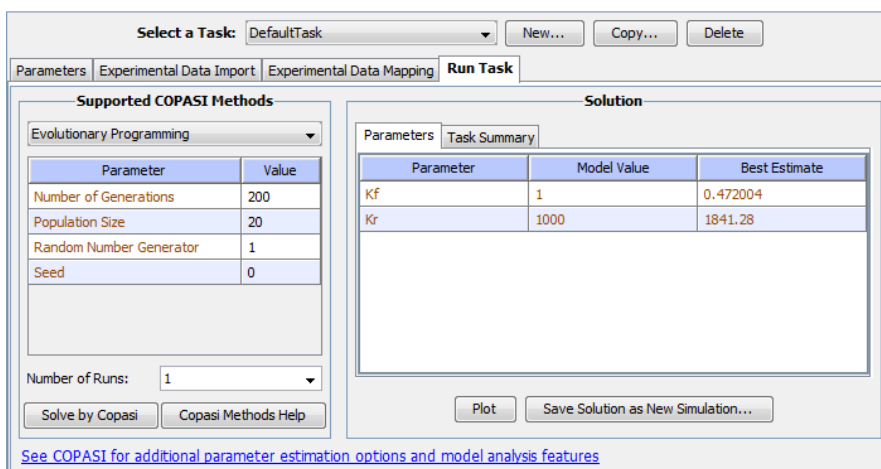 Select a Task: DefaultTask New... Copy... Delete
Parameters Experimental Data Import Experimental Data Mapping Run Task
Supported COPASI Methods
Evolutionary Programming
Parameter Value
Number of Generations 200
Population Size 20
Random Number Generator 1
Seed 0
Number of Runs: 1
Solve by Copasi Copasi Methods Help
Solution
Parameters Task Summary
Parameter Model Value Best Estimate
Kf 1 0.472004
Kr 1000 1841.28
Plot Save Solution as New Simulation...
See COPASI for additional parameter estimation options and model analysis features